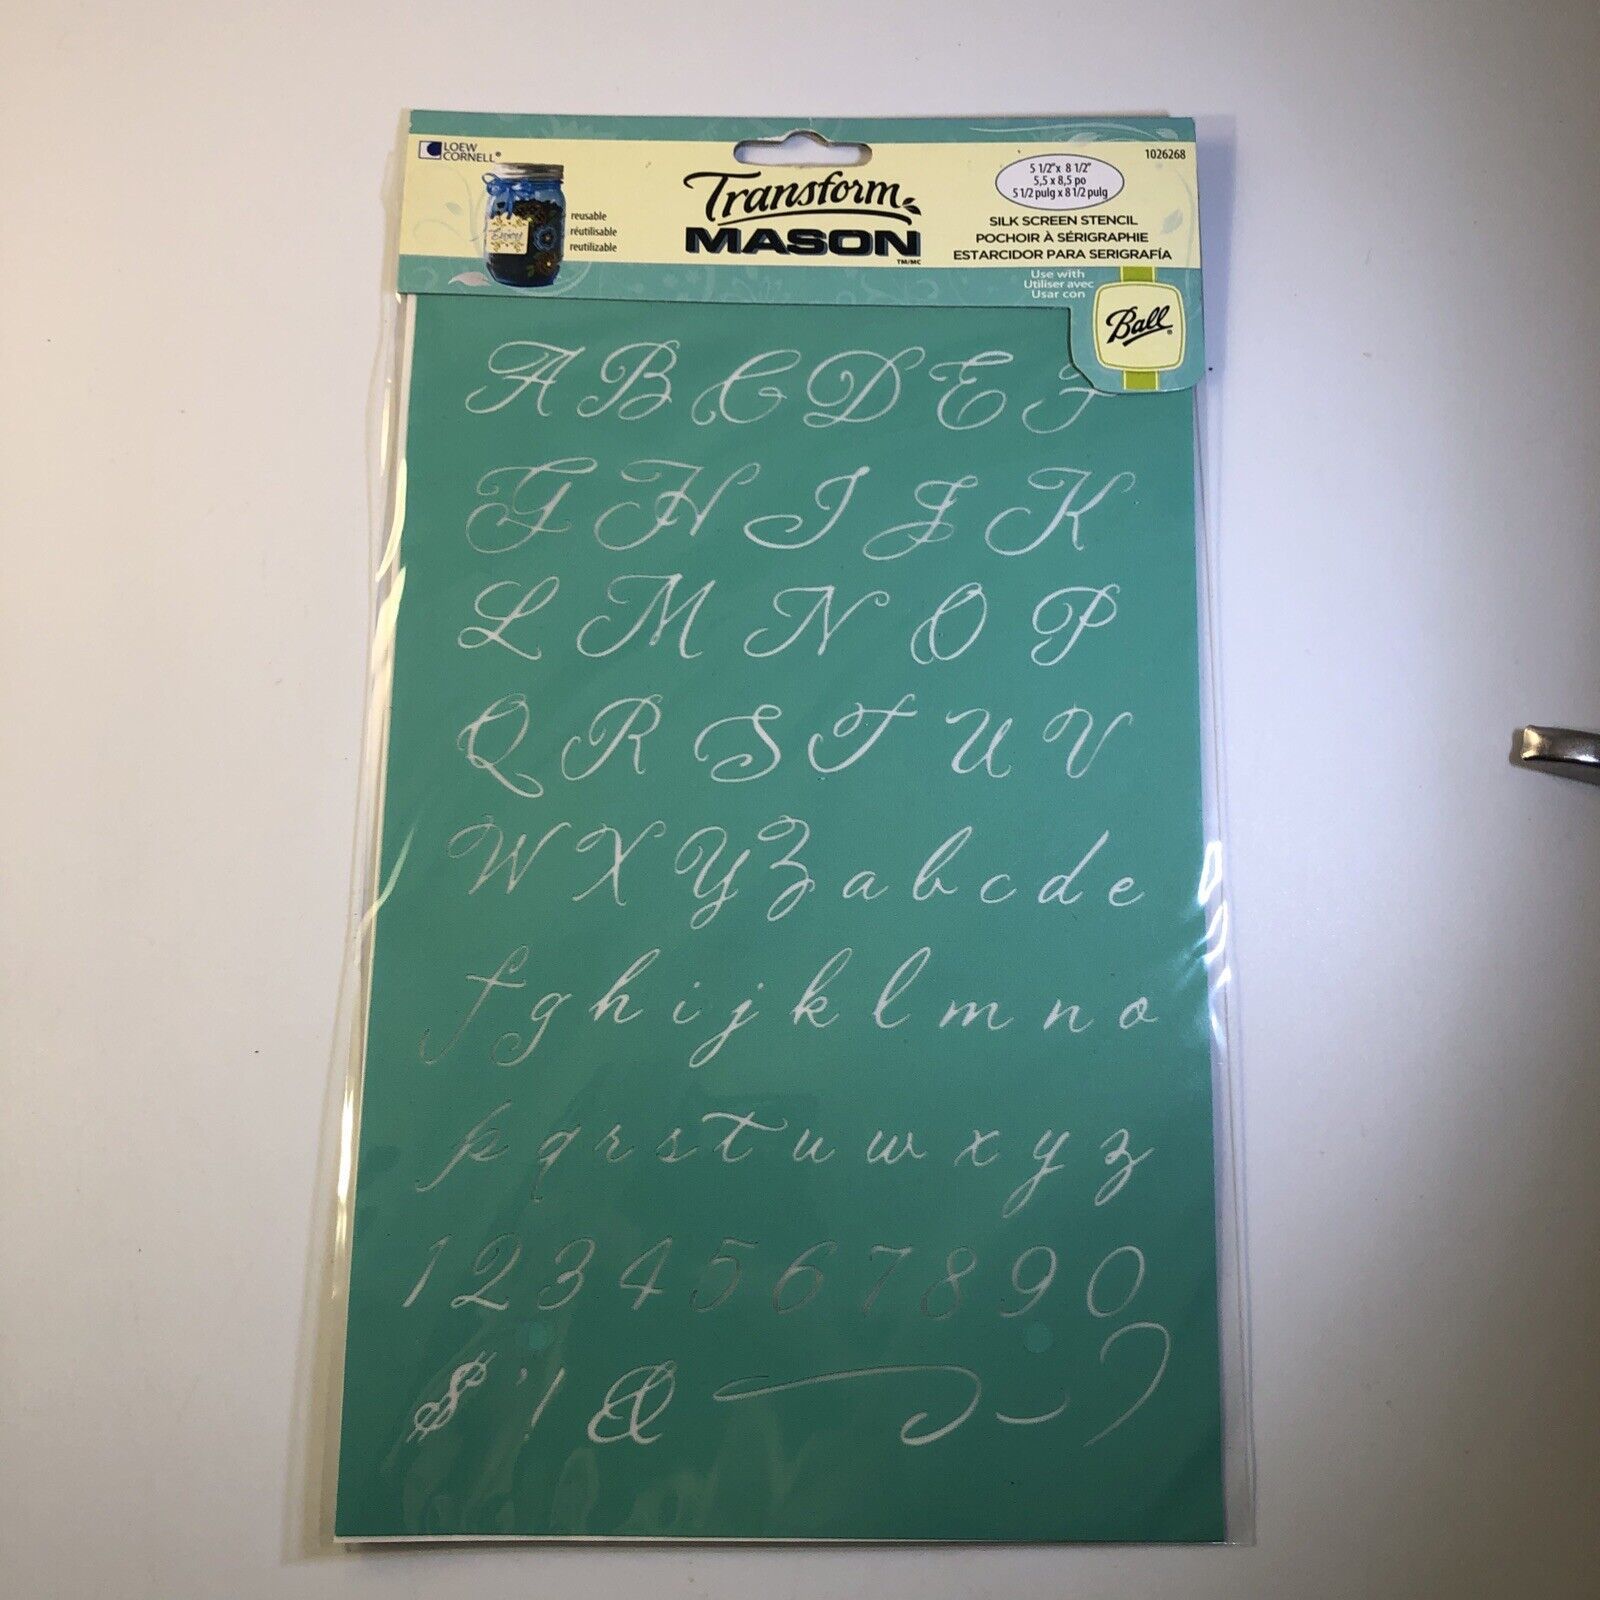 LOEW CORNELL®
Enjoy
reusable
réutilisable
reutilizable
Transform
MASON
TM/MC
1026268
5 1/2"x 8 1/2"
5,5 x 8,5 po
5 1/2 pulg x 8 1/2 pulg
SILK SCREEN STENCIL
POCHOIR À SÉRIGRAPHIE
ESTARCIDOR PARA SERIGRAFÍA
Use with
Utiliser avec
Usar con
Ball®
A B C D E F
G H I J K
L M N O P
Q R S T U V
W X Y Z a b c d e
f g h i j k l m n o
p q r s t u w x y z
1 2 3 4 5 6 7 8 9 0
$ ' ! &